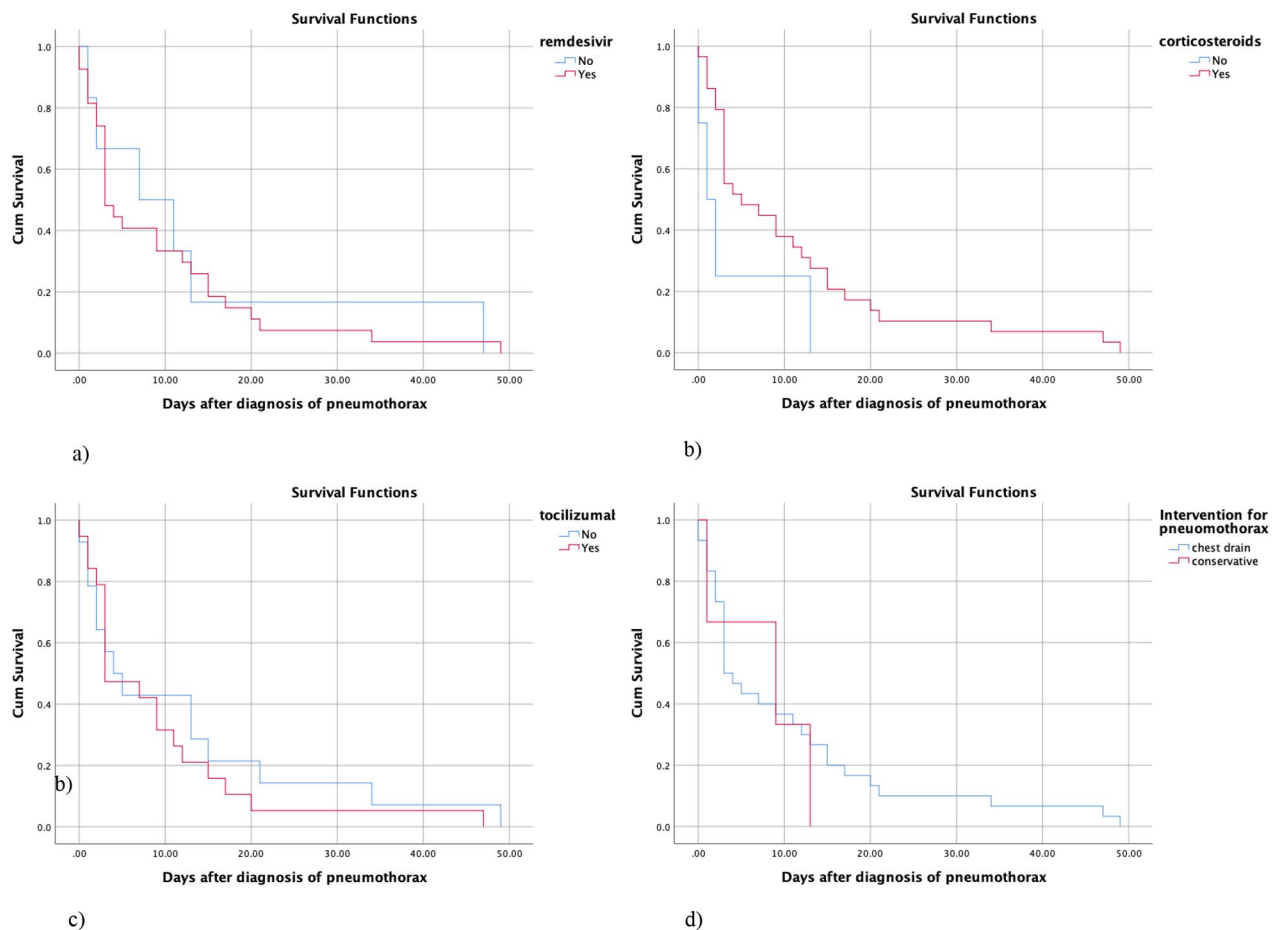 Survival Functions
remdesivir
No
Yes
1.0
0.8
0.6
0.4
0.2
0.0
Cum Survival
.00 10.00 20.00 30.00 40.00 50.00
Days after diagnosis of pneumothorax
a)
Survival Functions
corticosteroids
No
Yes
1.0
0.8
0.6
0.4
0.2
0.0
Cum Survival
.00 10.00 20.00 30.00 40.00 50.00
Days after diagnosis of pneumothorax
b)
Survival Functions
tocilizumal
No
Yes
1.0
0.8
0.6
0.4
0.2
b)
0.0
Cum Survival
.00 10.00 20.00 30.00 40.00 50.00
Days after diagnosis of pneumothorax
c)
Survival Functions
Intervention for
pneuomothorax
chest drain
conservative
1.0
0.8
0.6
0.4
0.2
0.0
Cum Survival
.00 10.00 20.00 30.00 40.00 50.00
Days after diagnosis of pneumothorax
d)